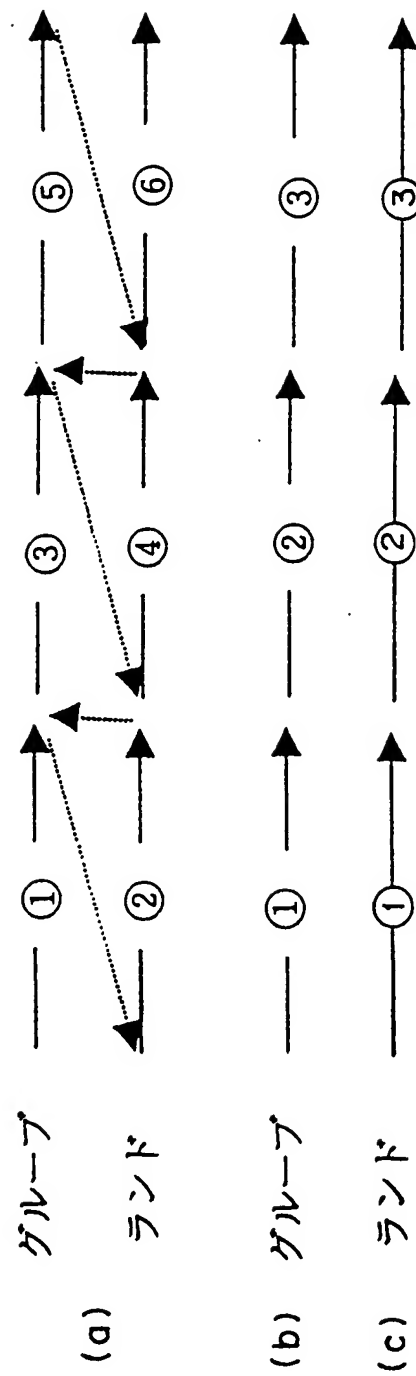 (a) グルーブ ① ③ ⑤
ランド ② ④ ⑥
(b) グルーブ ① ② ③
(c) ランド ① ② ③